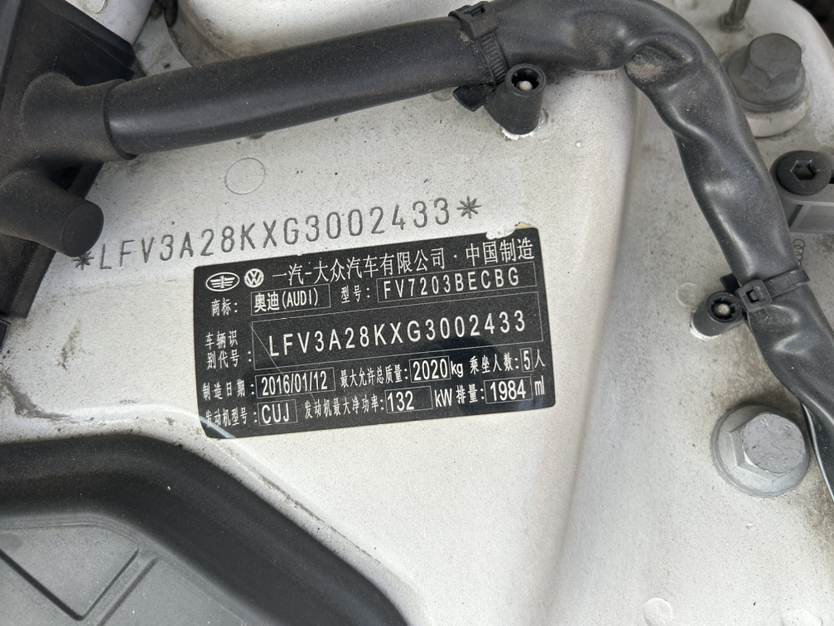 *LFV3A28KXG3002433*
一汽-大众汽车有限公司·中国制造
商标: 奥迪(AUDI) 型号: FV7203BECBG
车辆识别代号: LFV3A28KXG3002433
制造日期: 2016/01/12 最大允许总质量: 2020 kg 乘坐人数: 5 人
发动机型号: CUJ 发动机最大净功率: 132 kW 排量: 1984 ml